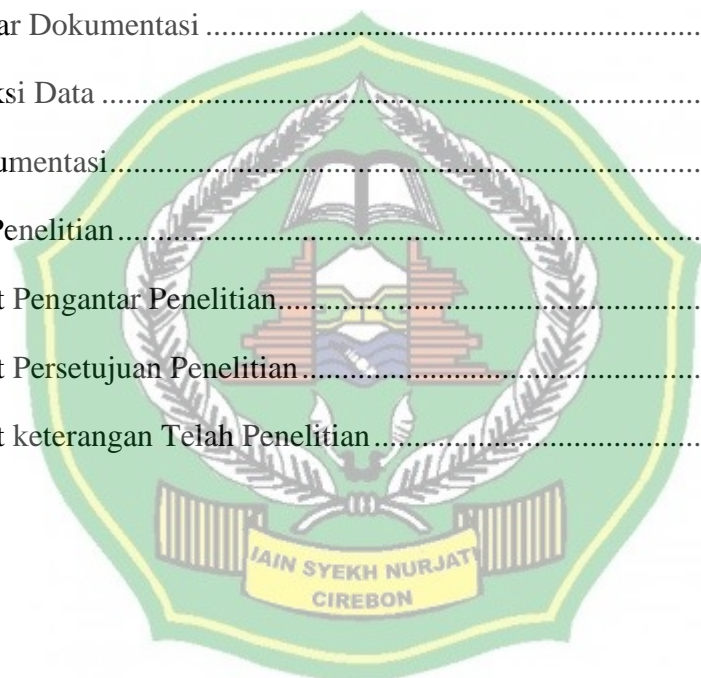 ar Dokumentasi ................................................................
ksi Data ................................................................
umentasi................................................................
Penelitian ................................................................
t Pengantar Penelitian................................................................
t Persetujuan Penelitian ................................................................
t keterangan Telah Penelitian ................................................................
IAIN SYEKH NURJATI
CIREBON